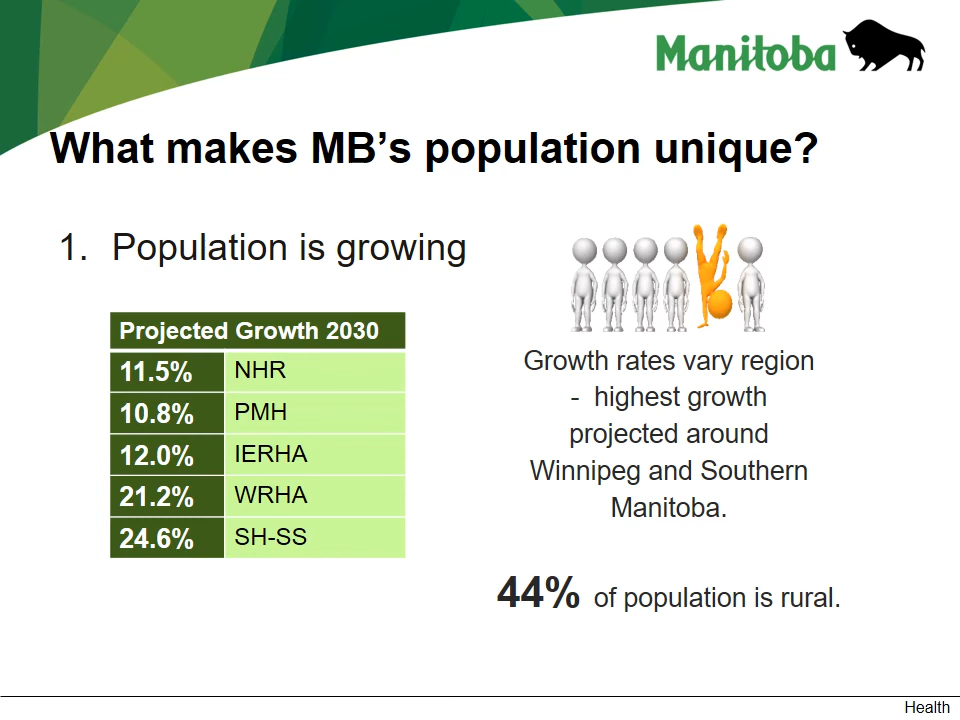 Manitoba
What makes MB’s population unique?
1. Population is growing
Projected Growth 2030
11.5% NHR
10.8% PMH
12.0% IERHA
21.2% WRHA
24.6% SH-SS
Growth rates vary region
- highest growth
projected around
Winnipeg and Southern
Manitoba.
44% of population is rural.
Health